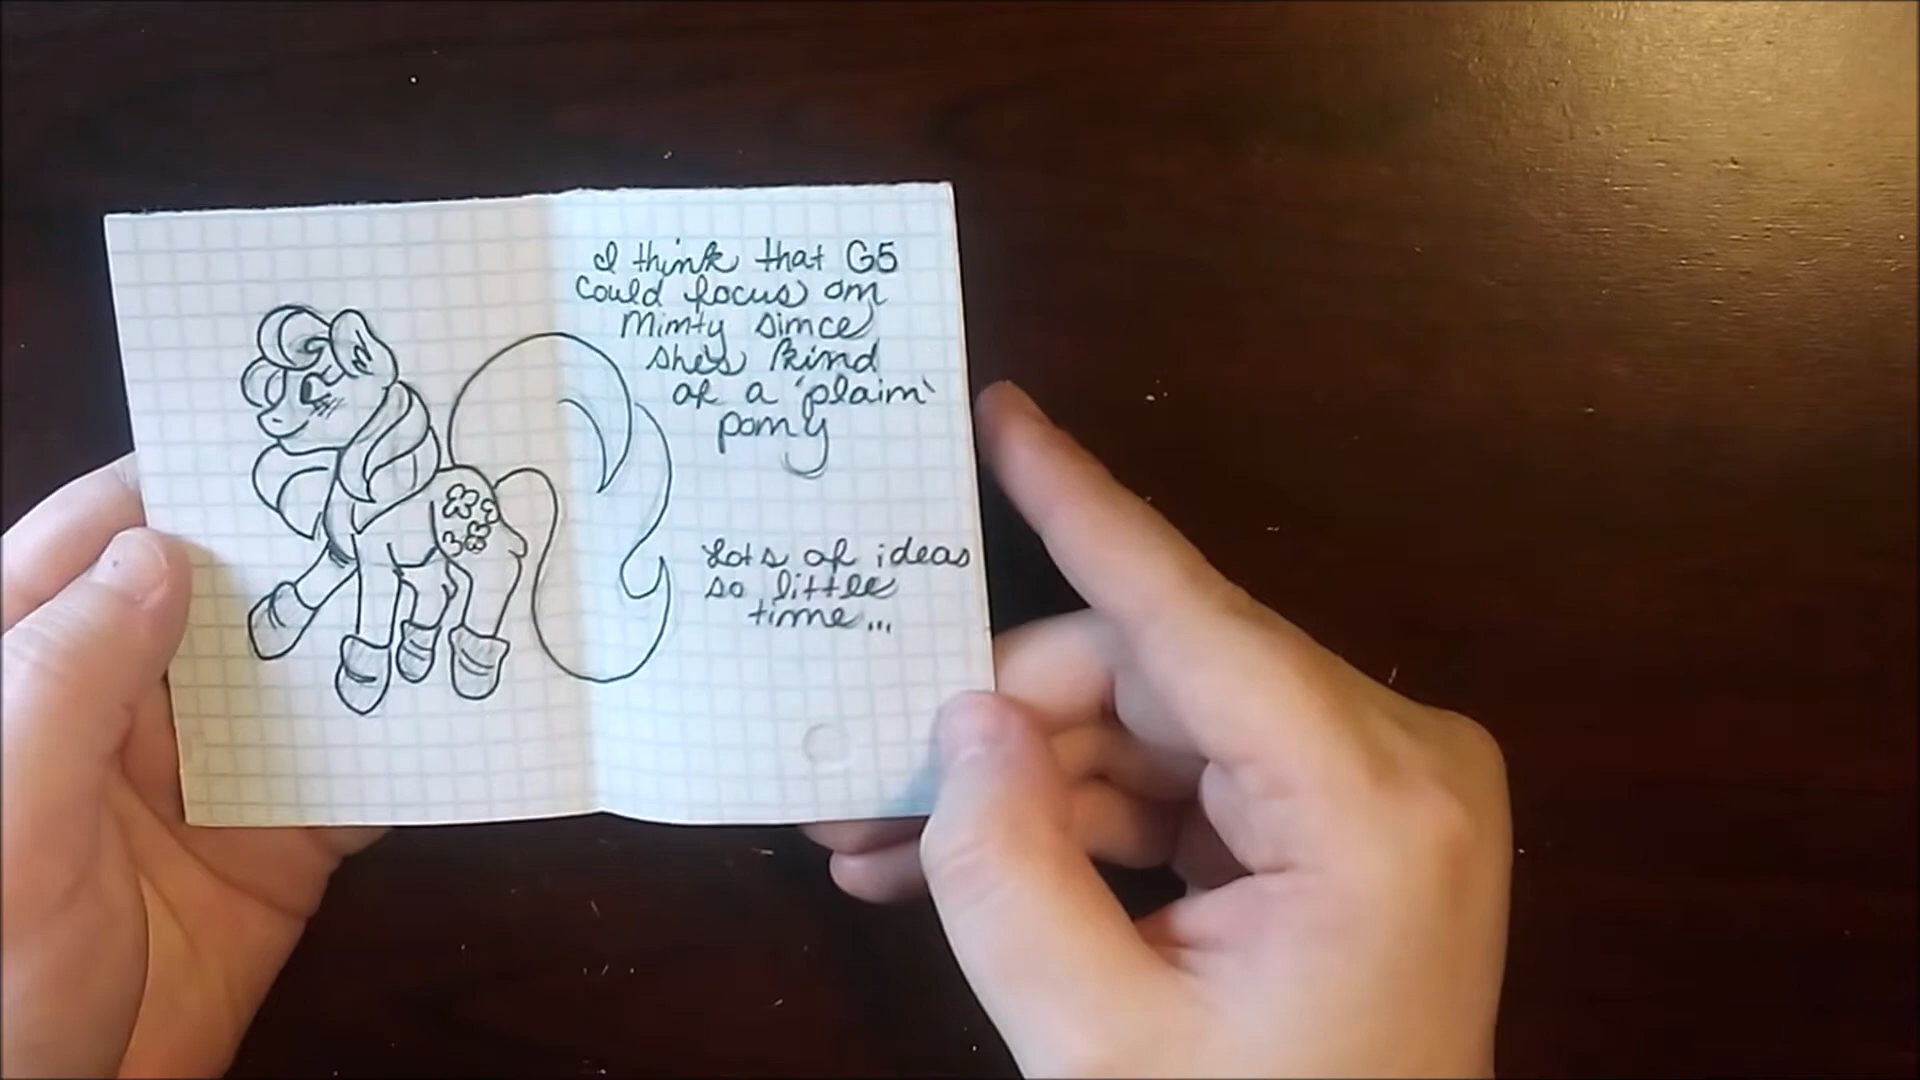 I think that G5
Could focus on
Minty since
she's kind
of a 'plain'
pony
Lots of ideas
so little
time...